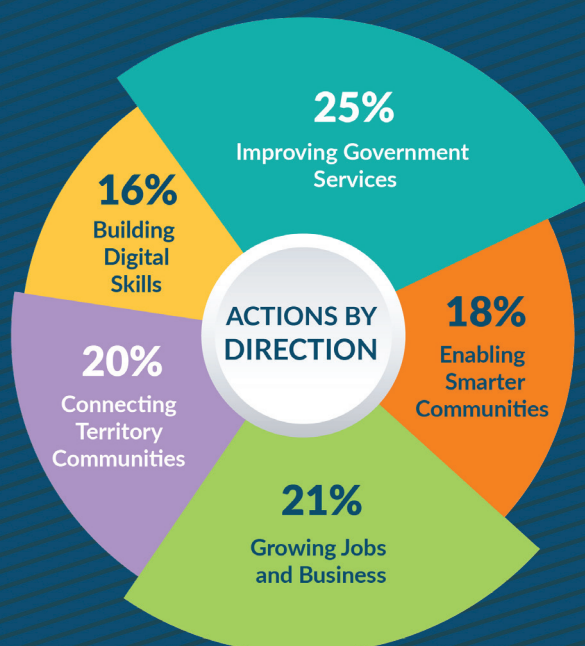 25%
Improving Government
Services
16%
Building
Digital
Skills
ACTIONS BY
DIRECTION
18%
Enabling
Smarter
Communities
20%
Connecting
Territory
Communities
21%
Growing Jobs
and Business